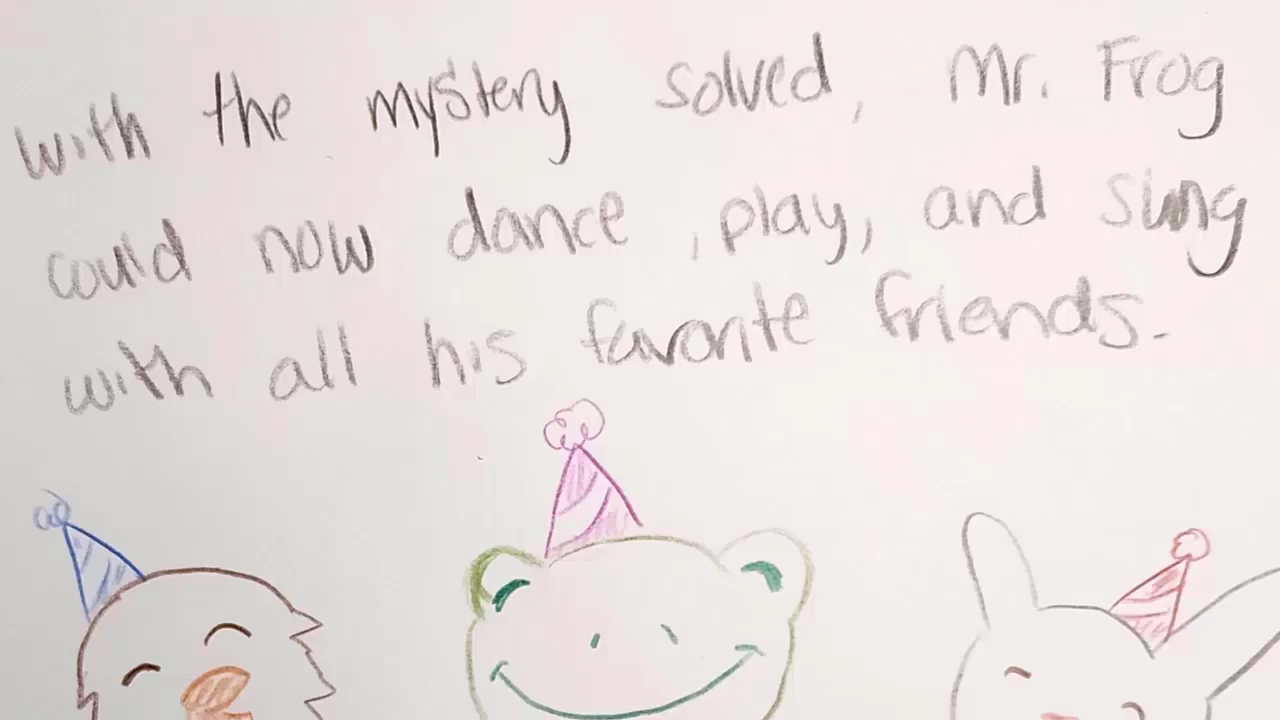 with the mystery solved, Mr. Frog
could now dance, play, and sing
with all his favorite friends.